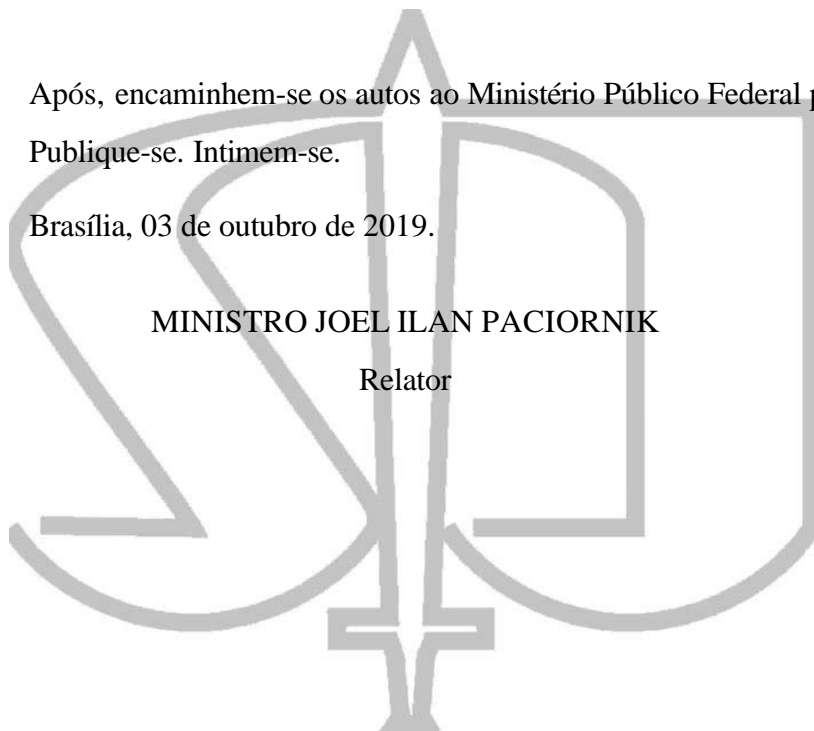 Após, encaminhem-se os autos ao Ministério Público Federal
Publique-se. Intimem-se.
Brasília, 03 de outubro de 2019.
MINISTRO JOEL ILAN PACIORNIK
Relator